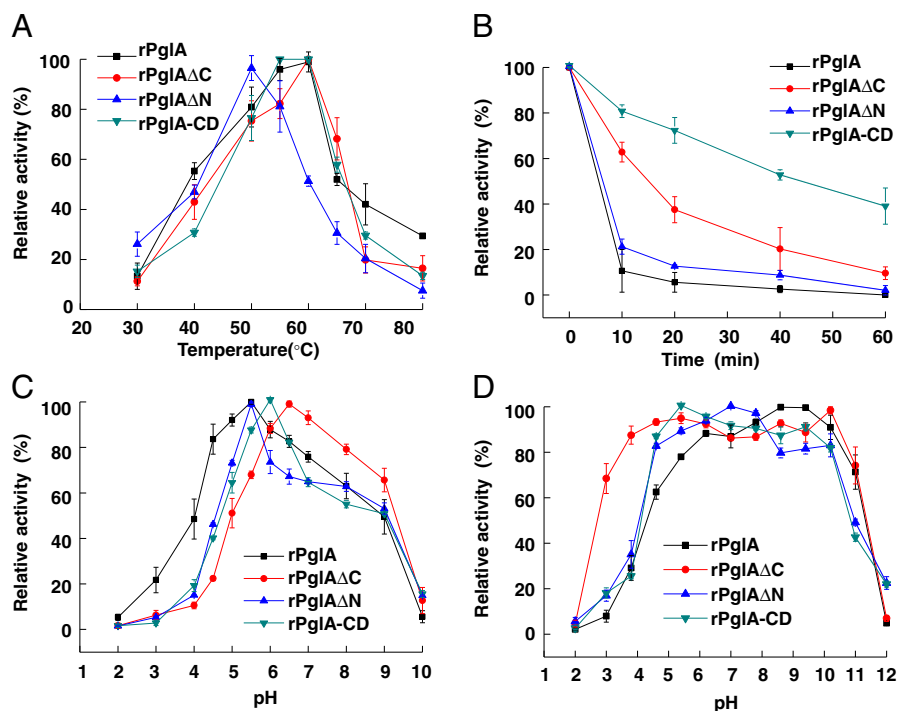 A
rPglA
rPglAΔC
rPglAΔN
rPglA-CD
Relative activity (%)
100
80
60
40
20
0
20 30 40 50 60 70 80
Temperature(°C)
B
rPglA
rPglAΔC
rPglAΔN
rPglA-CD
Relative activity (%)
100
80
60
40
20
0
0 10 20 30 40 50 60
Time (min)
C
rPglA
rPglAΔC
rPglAΔN
rPglA-CD
Relative activity (%)
100
80
60
40
20
0
1 2 3 4 5 6 7 8 9 10
pH
D
rPglA
rPglAΔC
rPglAΔN
rPglA-CD
Relative activity (%)
100
80
60
40
20
0
1 2 3 4 5 6 7 8 9 10 11 12
pH